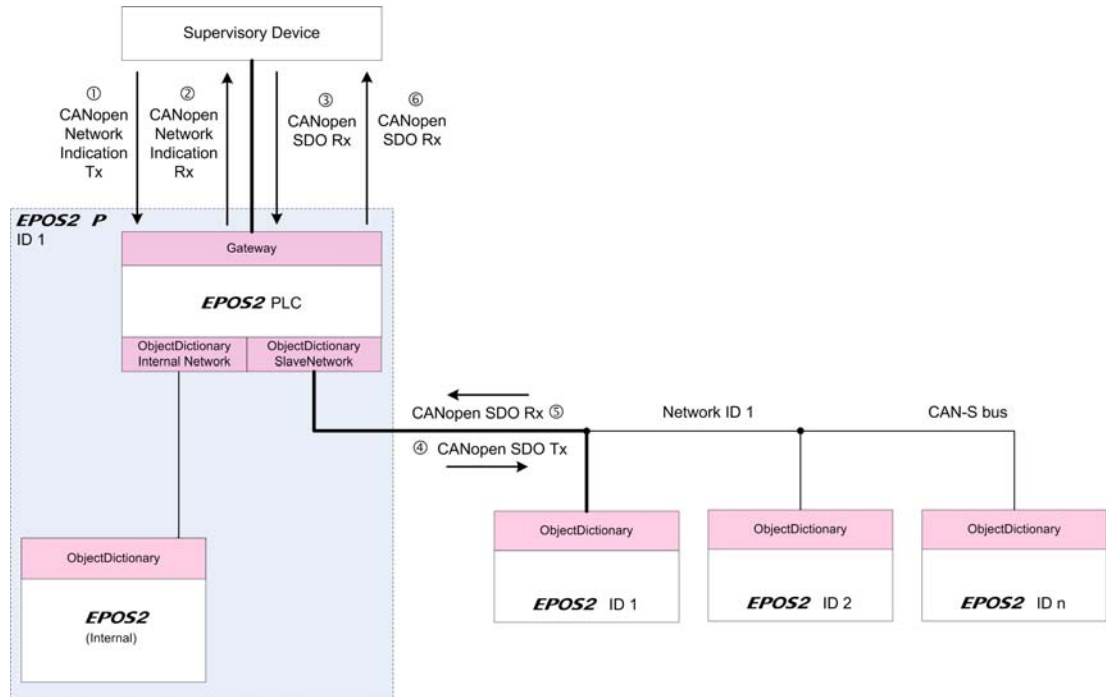 Supervisory Device
①
CANopen
Network
Indication
Tx
②
CANopen
Network
Indication
Rx
③
CANopen
SDO Rx
⑥
CANopen
SDO Rx
EPOS2 P
ID 1
Gateway
EPOS2 PLC
ObjectDictionary
Internal Network
ObjectDictionary
SlaveNetwork
CANopen SDO Rx ⑤
④ CANopen SDO Tx
Network ID 1
CAN-S bus
ObjectDictionary
EPOS2 ID 1
ObjectDictionary
EPOS2 ID 2
ObjectDictionary
EPOS2 ID n
ObjectDictionary
EPOS2
(Internal)